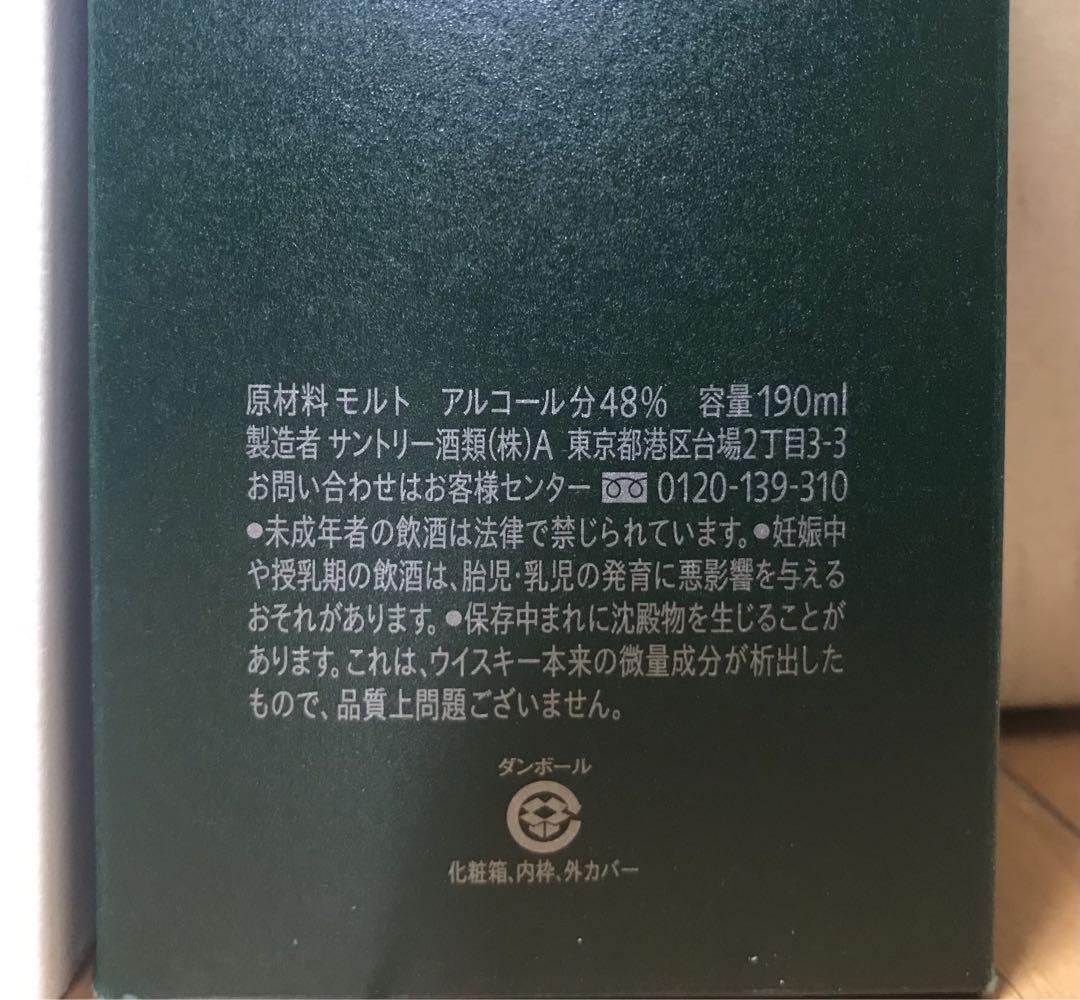 原材料 モルト　アルコール分48%　容量190ml
製造者 サントリー酒類(株)A 東京都港区台場2丁目3-3
お問い合わせはお客様センター 0120-139-310
●未成年者の飲酒は法律で禁じられています。●妊娠中
や授乳期の飲酒は、胎児・乳児の発育に悪影響を与える
おそれがあります。●保存中まれに沈殿物を生じることが
あります。これは、ウイスキー本来の微量成分が析出した
もので、品質上問題ございません。
ダンボール
化粧箱、内枠、外カバー